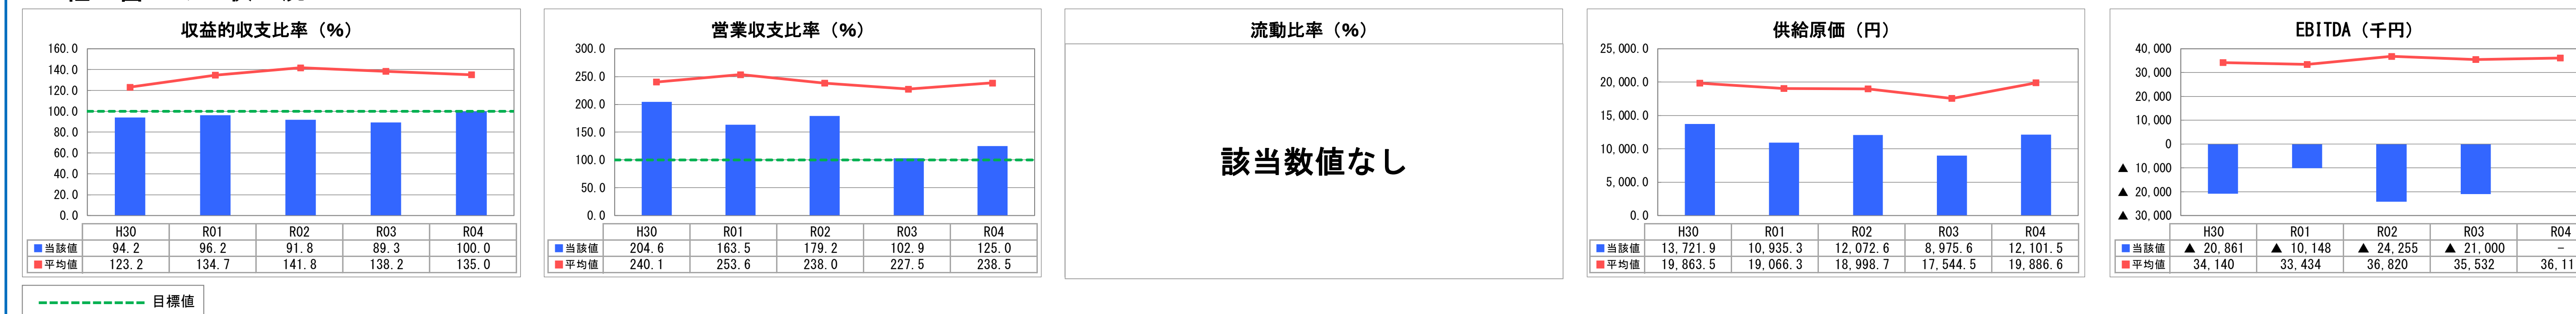 収益的収支比率（％）
160.0
140.0
120.0
100.0
80.0
60.0
40.0
20.0
0.0
H30 R01 R02 R03 R04
当該値 94.2 96.2 91.8 89.3 100.0
平均値 123.2 134.7 141.8 138.2 135.0
目標値
営業収支比率（％）
300.0
250.0
200.0
150.0
100.0
50.0
0.0
H30 R01 R02 R03 R04
当該値 204.6 163.5 179.2 102.9 125.0
平均値 240.1 253.6 238.0 227.5 238.5
流動比率（％）
該当数値なし
供給原価（円）
25,000.0
20,000.0
15,000.0
10,000.0
5,000.0
0.0
H30 R01 R02 R03 R04
当該値 13,721.9 10,935.3 12,072.6 8,975.6 12,101.5
平均値 19,863.5 19,066.3 18,998.7 17,544.5 19,886.6
EBITDA（千円）
40,000
30,000
20,000
10,000
0
▲ 10,000
▲ 20,000
▲ 30,000
H30 R01 R02 R03 R04
当該値 ▲ 20,861 ▲ 10,148 ▲ 24,255 ▲ 21,000 -
平均値 34,140 33,434 36,820 35,532 36,11